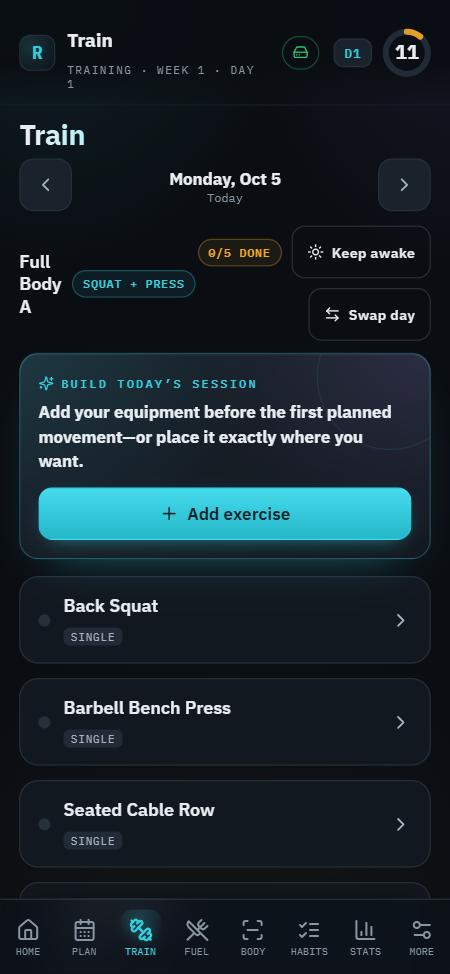 R
Train
TRAINING · WEEK 1 · DAY
1
D1
11
Train
Monday, Oct 5
Today
Full
Body
A
SQUAT + PRESS
0/5 DONE
Keep awake
Swap day
BUILD TODAY’S SESSION
Add your equipment before the first planned
movement—or place it exactly where you
want.
Add exercise
Back Squat
SINGLE
Barbell Bench Press
SINGLE
Seated Cable Row
SINGLE
HOME
PLAN
TRAIN
FUEL
BODY
HABITS
STATS
MORE